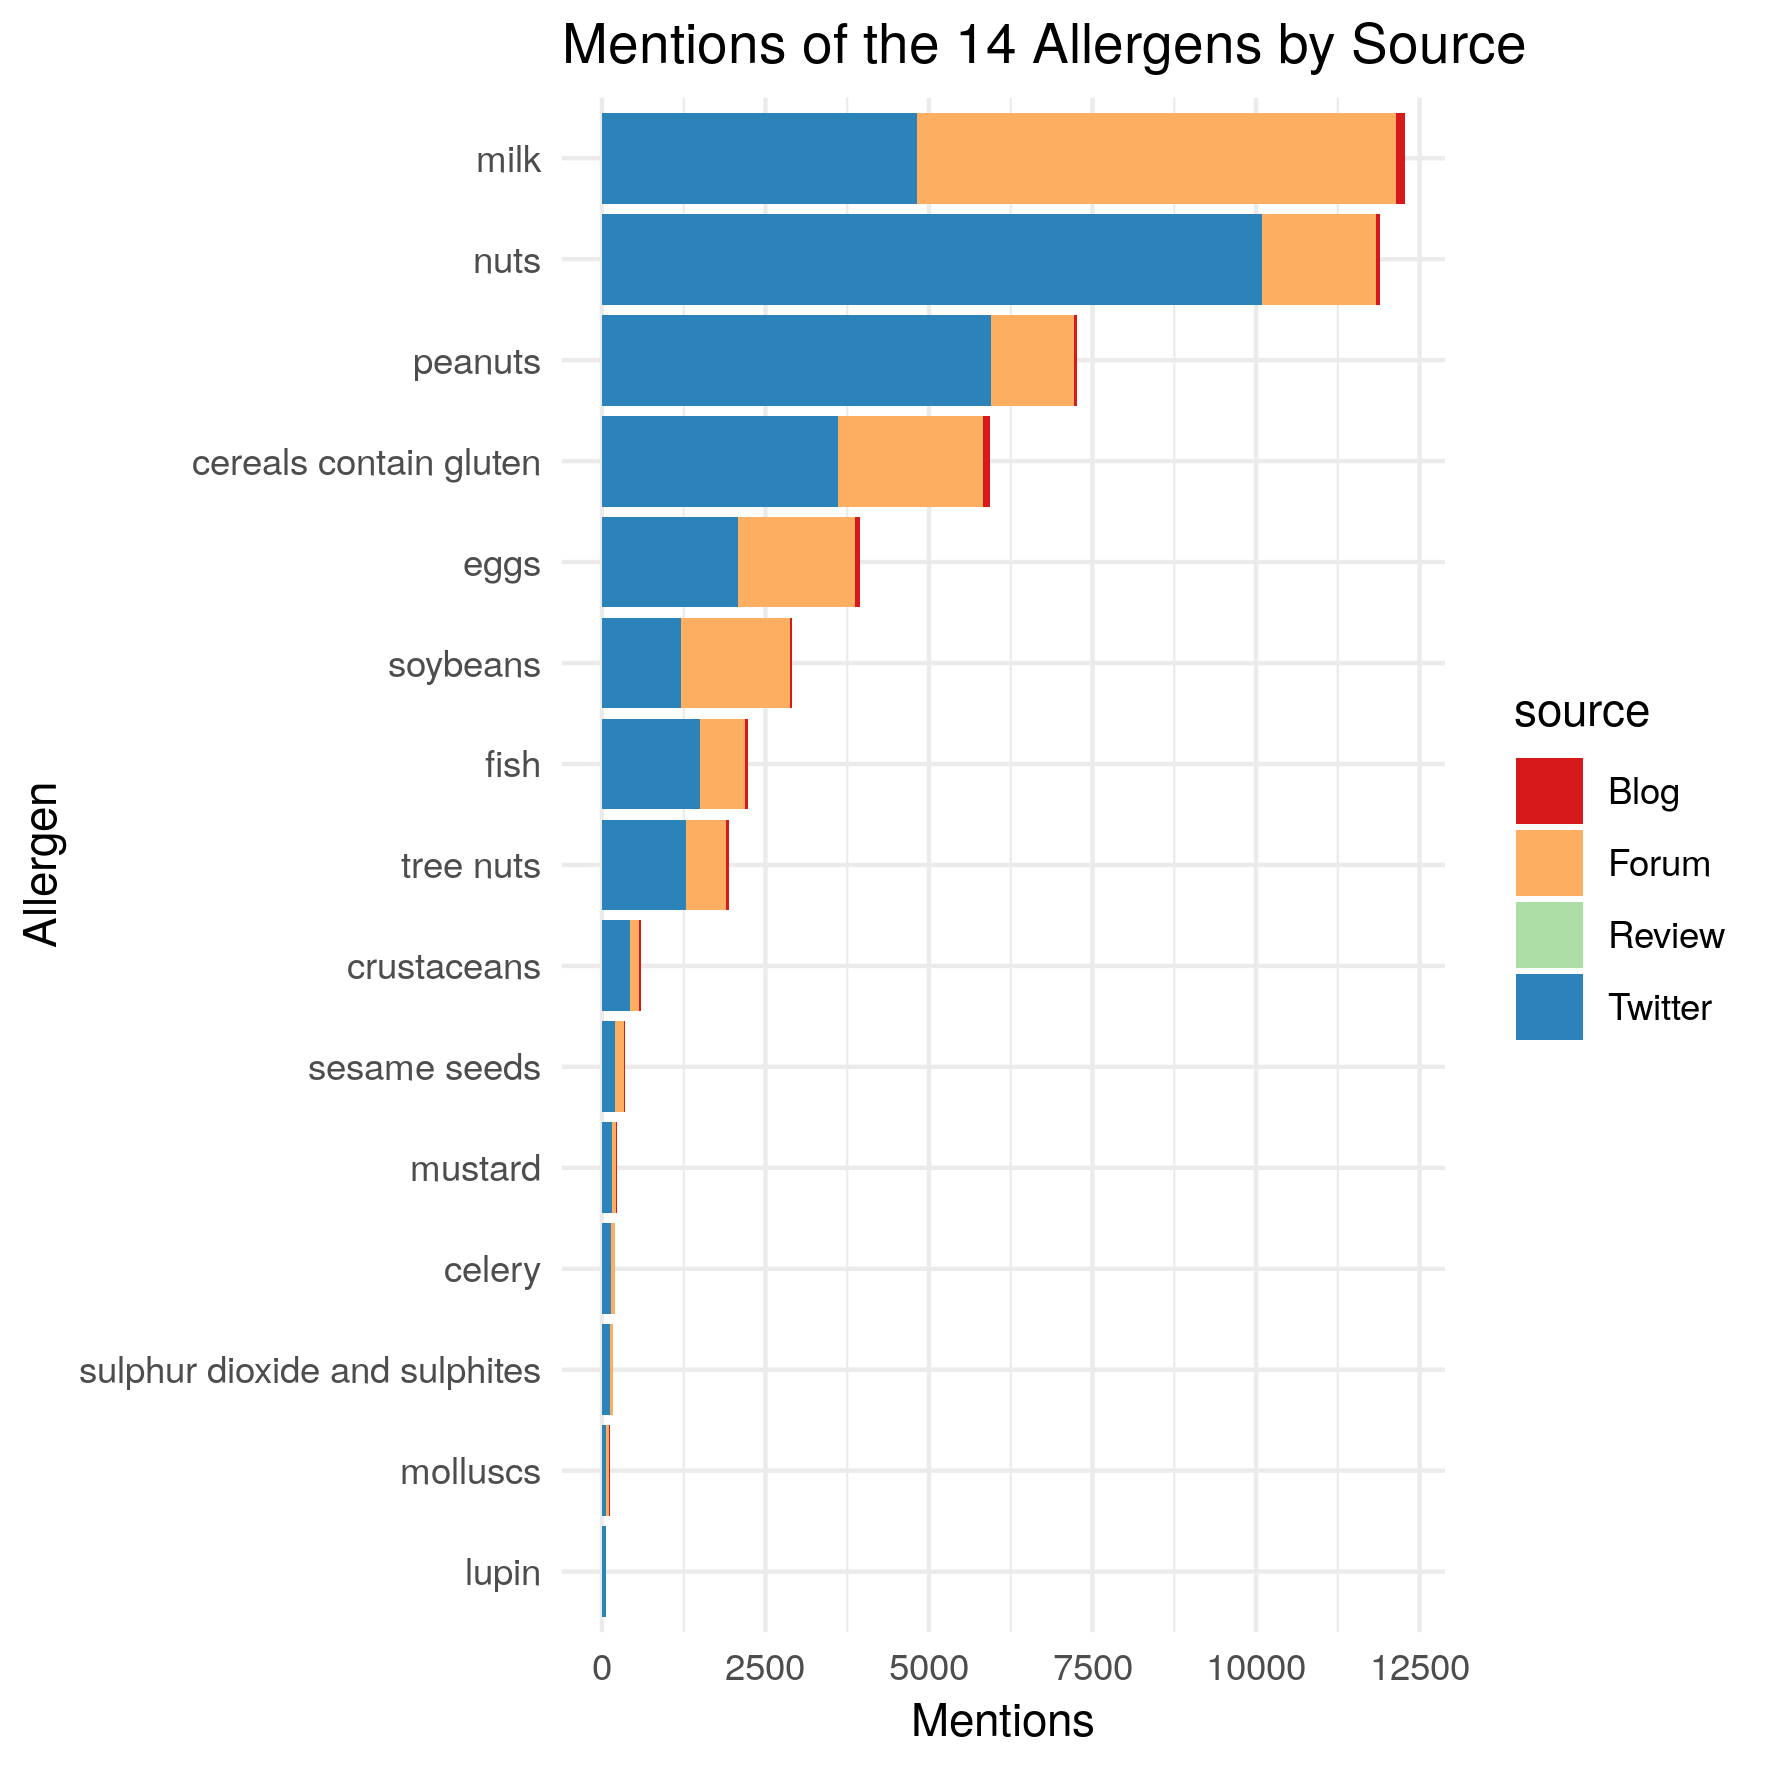 Mentions of the 14 Allergens by Source
milk
nuts
peanuts
cereals contain gluten
eggs
soybeans
fish
tree nuts
crustaceans
sesame seeds
mustard
celery
sulphur dioxide and sulphites
molluscs
lupin
Allergen
0 2500 5000 7500 10000 12500
Mentions
source
Blog
Forum
Review
Twitter